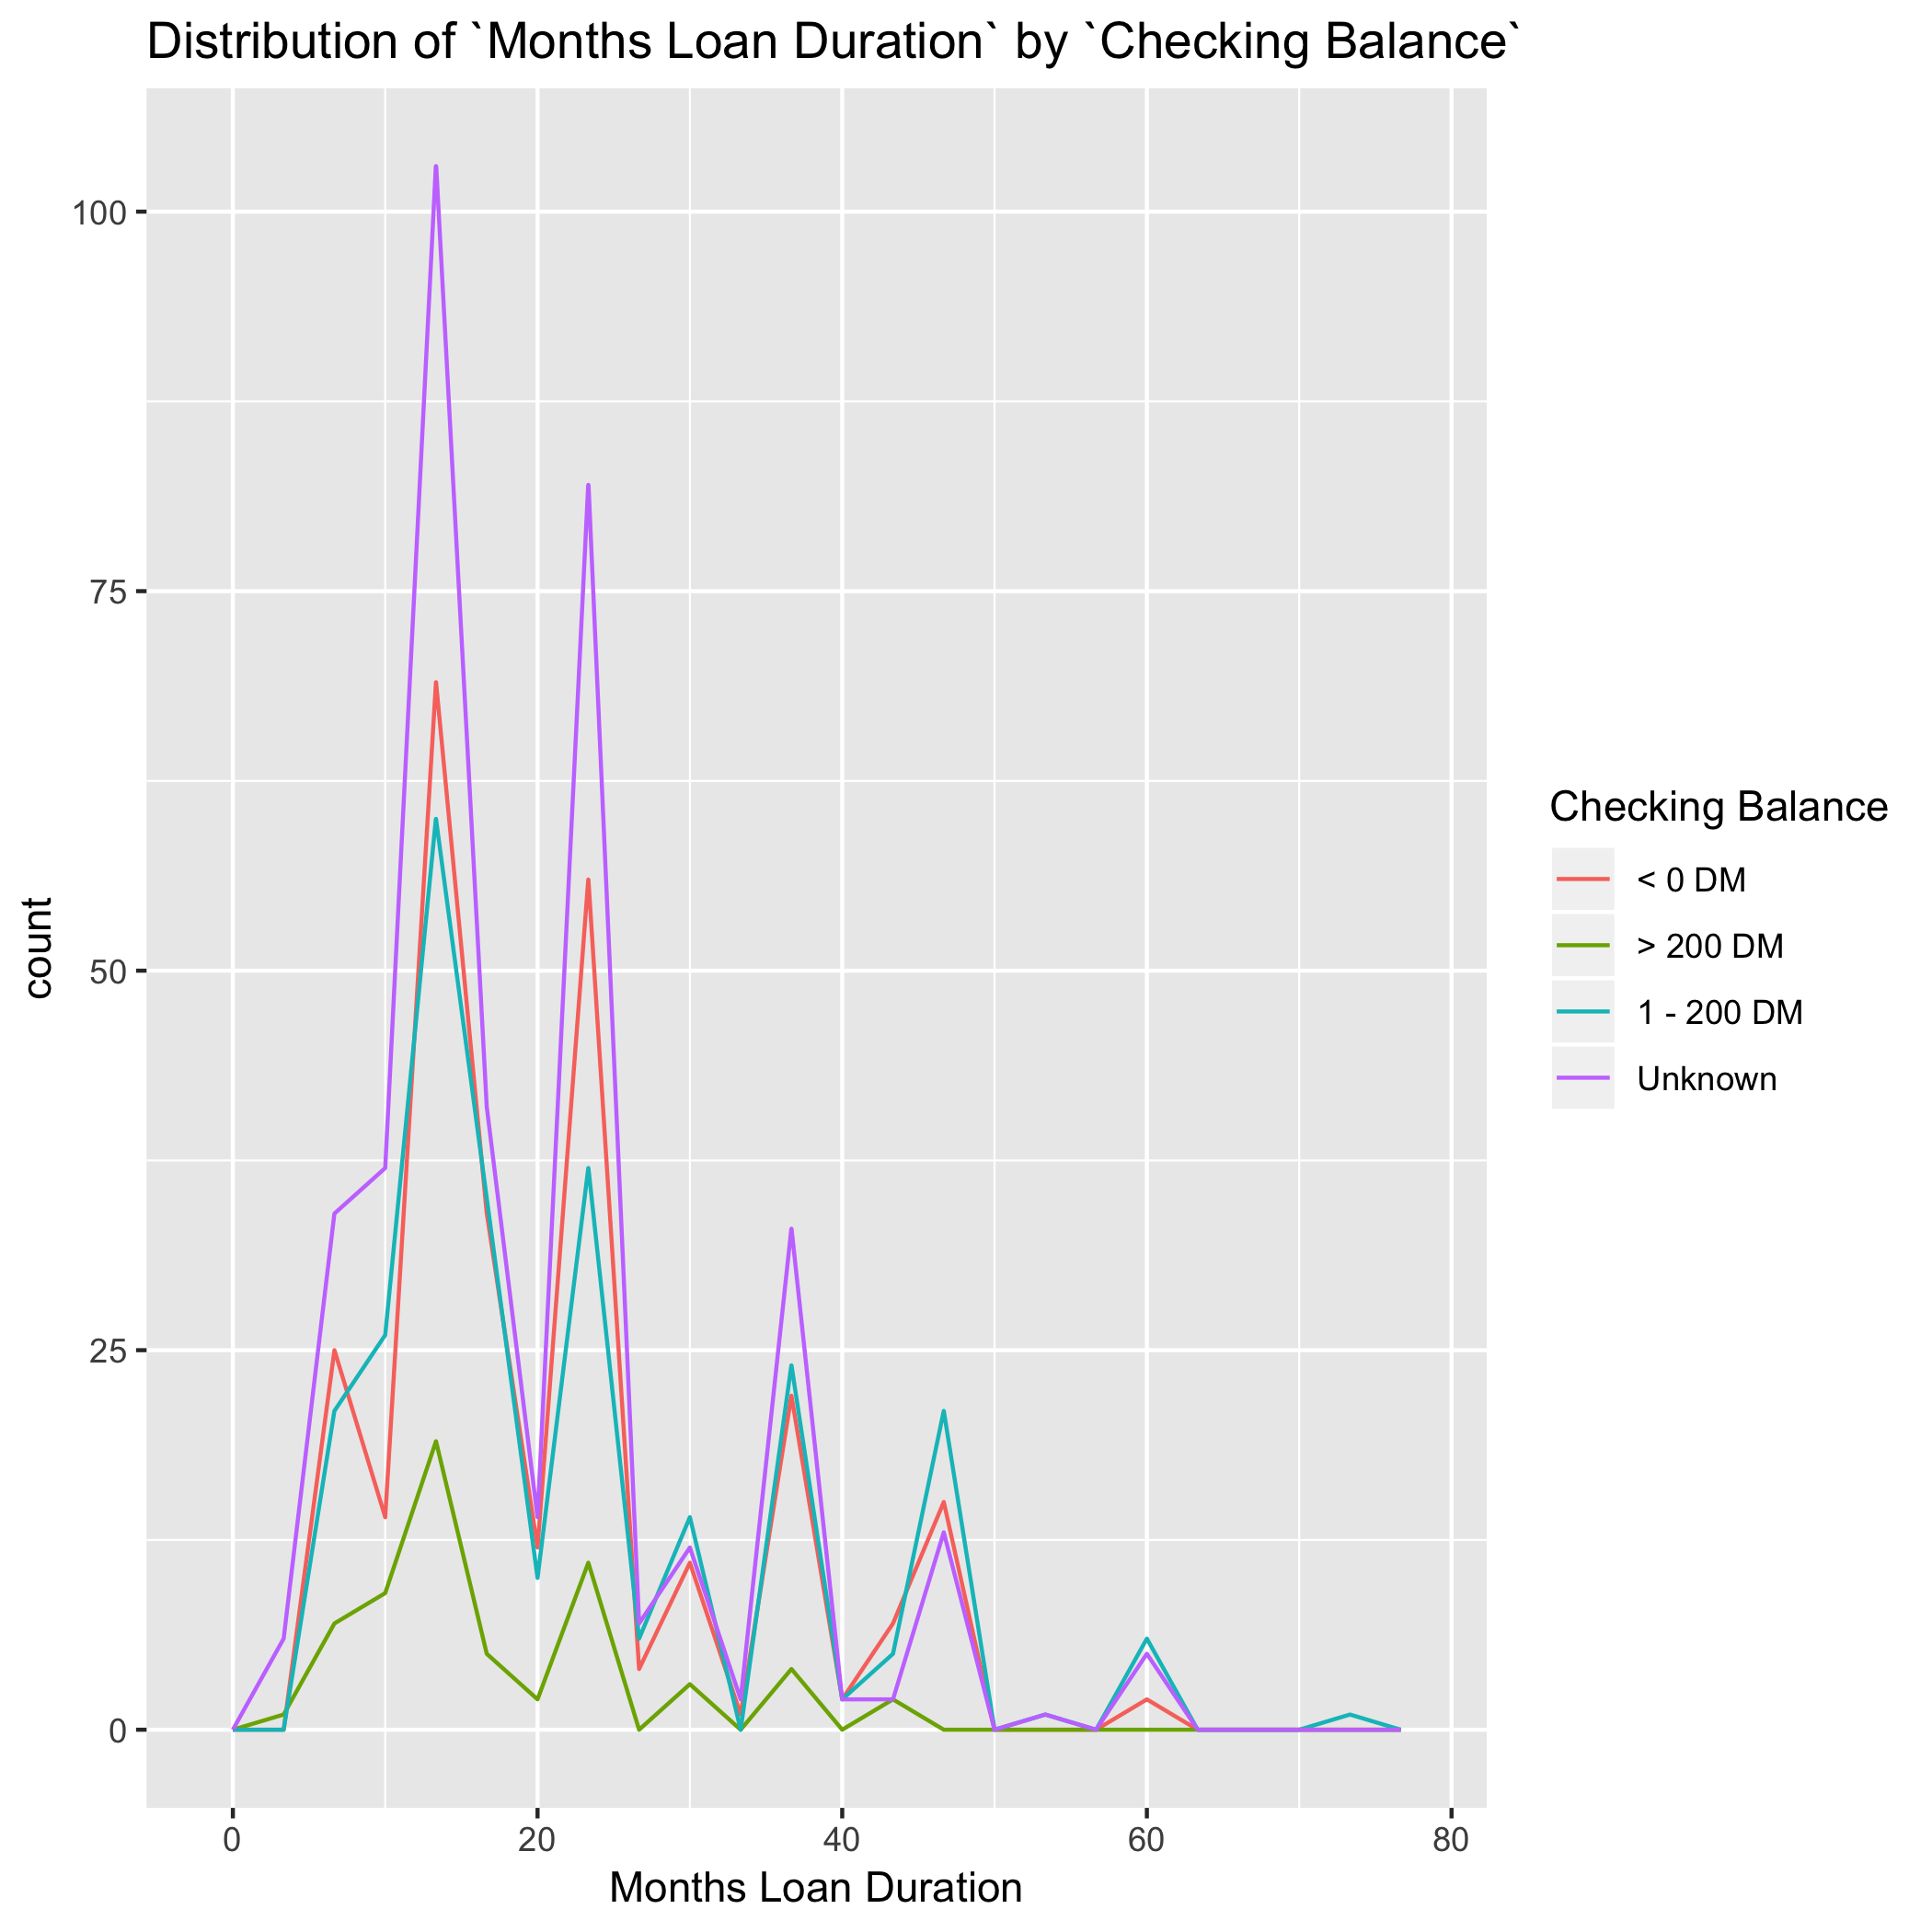 Distribution of `Months Loan Duration` by `Checking Balance`
100
75
50
25
0
count
0 20 40 60 80
Months Loan Duration
Checking Balance
< 0 DM
> 200 DM
1 - 200 DM
Unknown